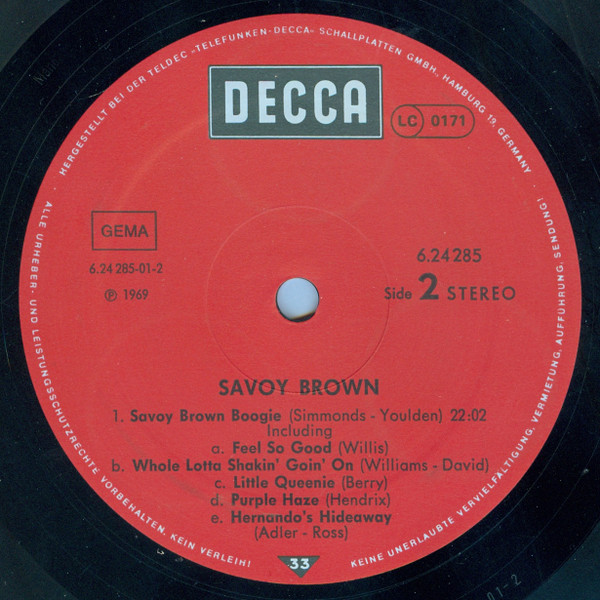 HERGESTELLT BEI DER TELDEC »TELEFUNKEN-DECCA« SCHALLPLATTEN GMBH., HAMBURG 19, GERMANY ·
DECCA
LC 0171
GEMA
6.24 285-01-2
℗ 1969
6.24 285
Side 2 STEREO
SAVOY BROWN
1. Savoy Brown Boogie (Simmonds - Youlden) 22:02
Including
a. Feel So Good (Willis)
b. Whole Lotta Shakin' Goin' On (Williams - David)
c. Little Queenie (Berry)
d. Purple Haze (Hendrix)
e. Hernando's Hideaway
(Adler - Ross)
33
· ALLE URHEBER- UND LEISTUNGSSCHUTZRECHTE VORBEHALTEN. KEIN VERLEIH!
KEINE UNERLAUBTE VERVIELFÄLTIGUNG, VERMIETUNG, AUFFÜHRUNG, SENDUNG!
01-2